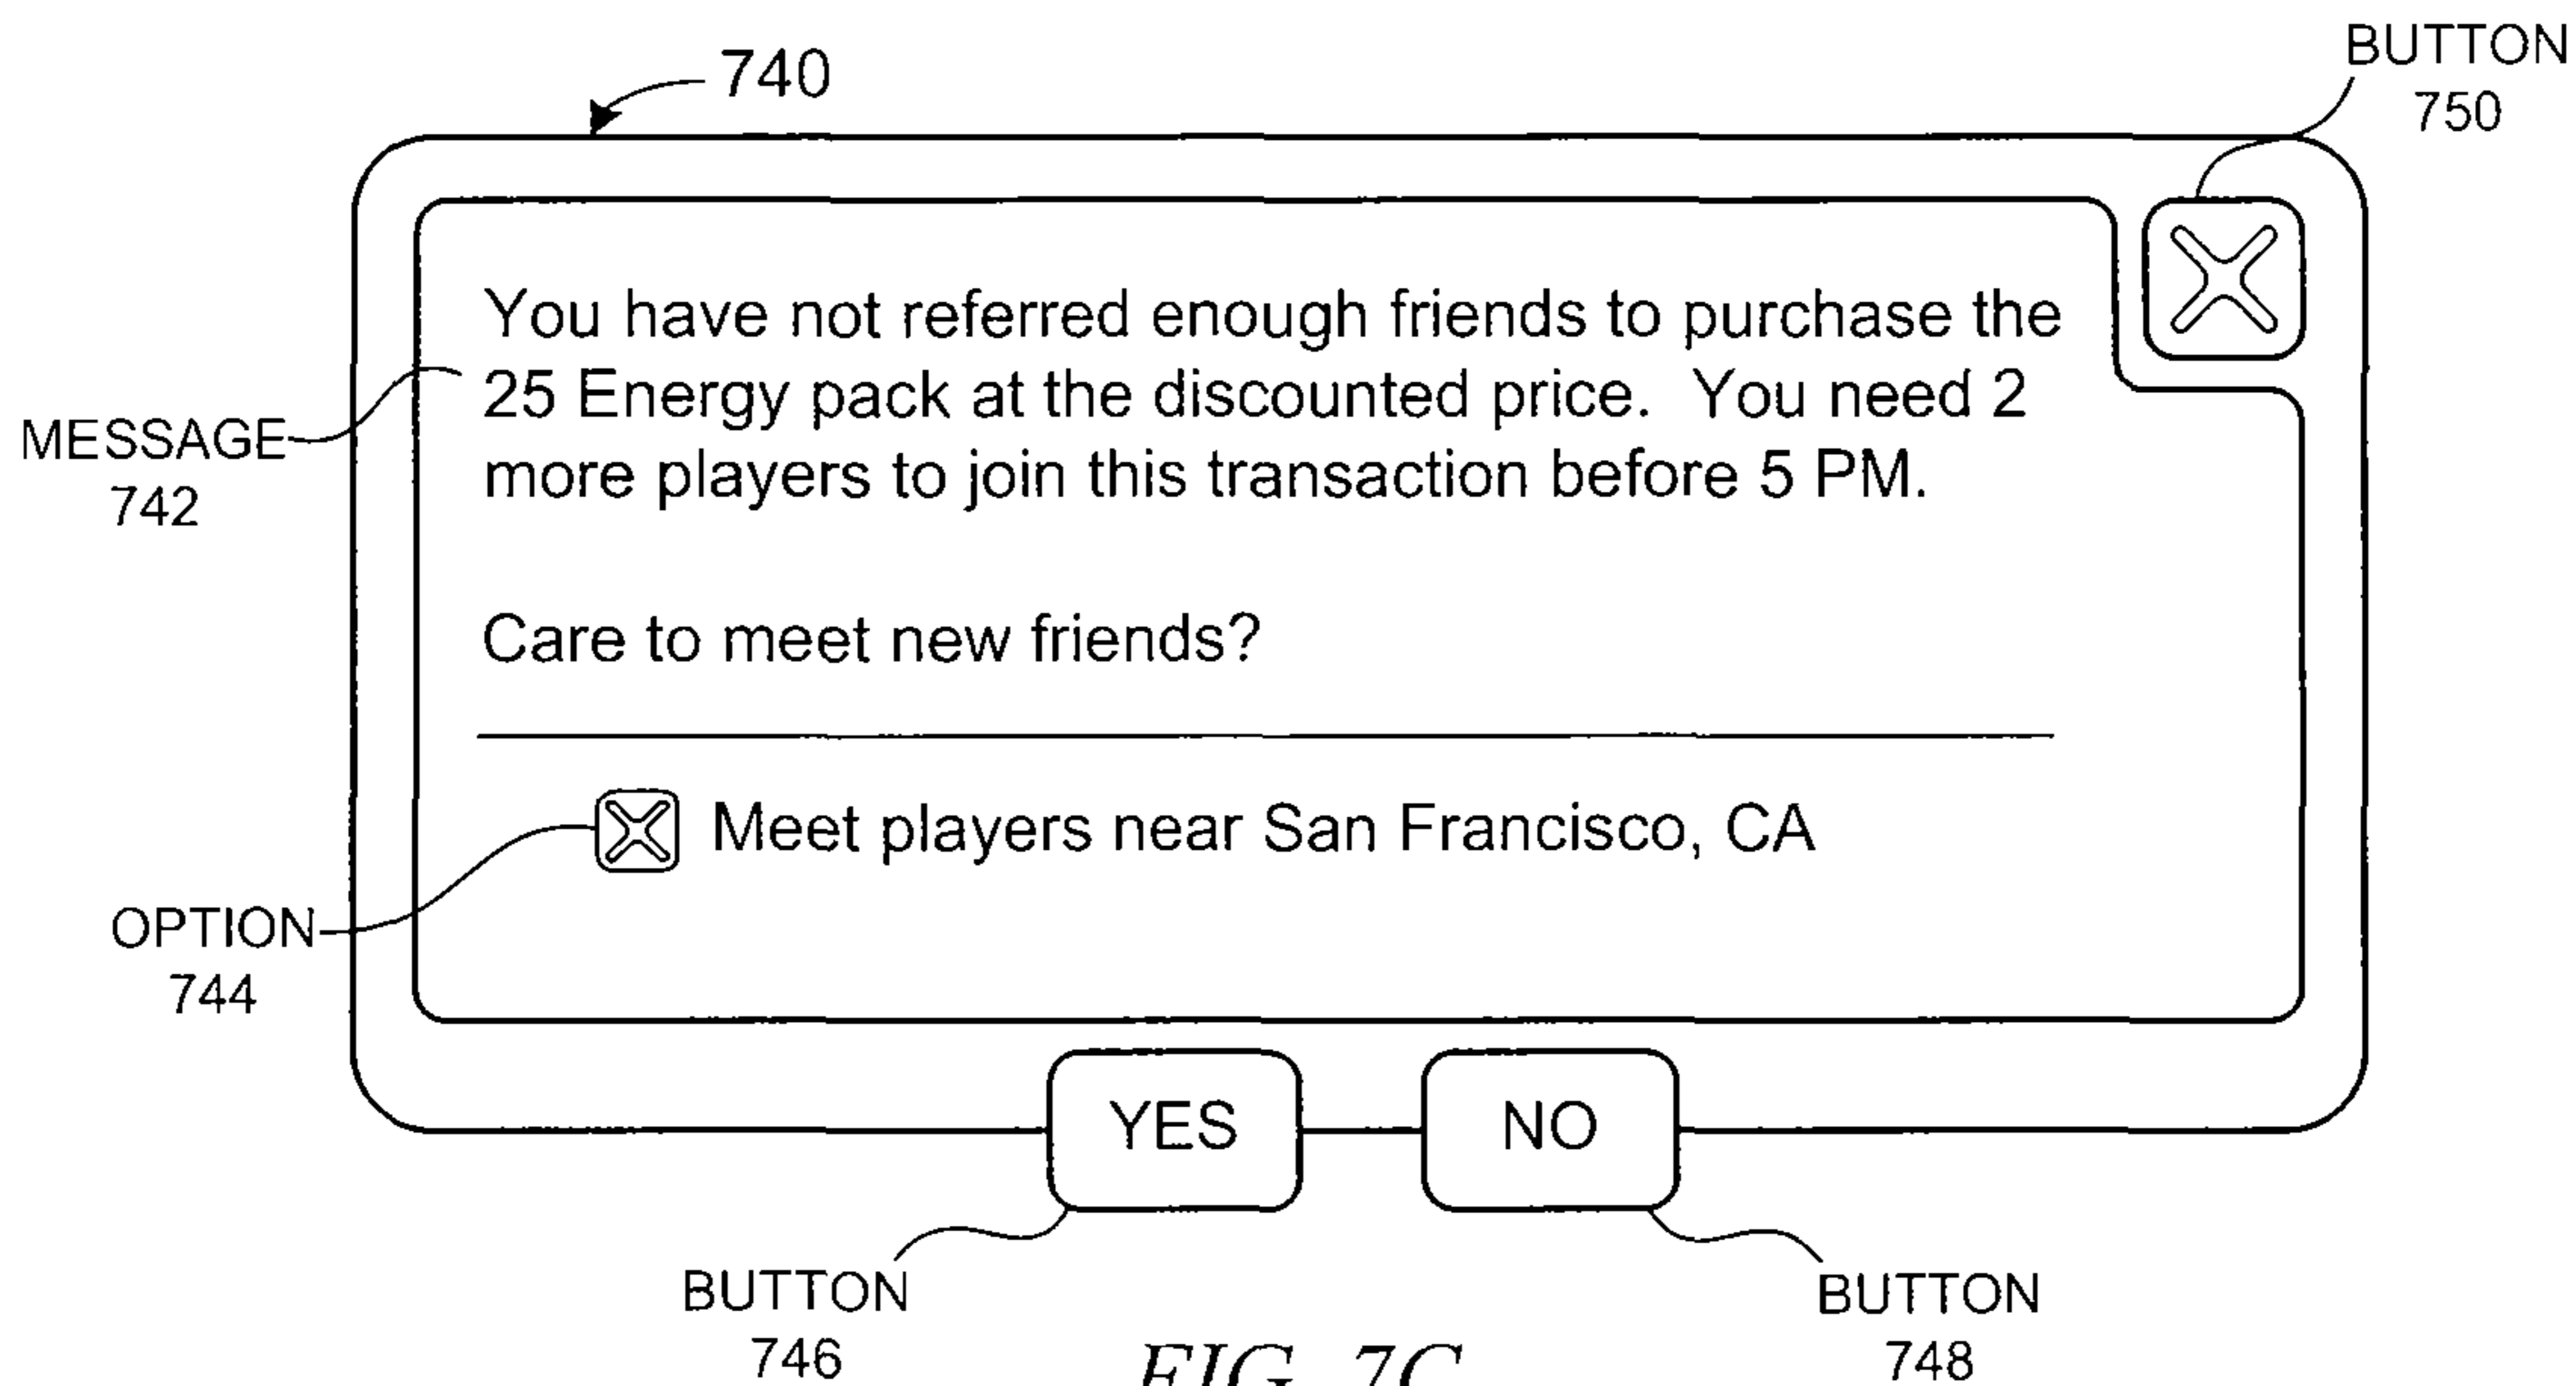 740
BUTTON
750
You have not referred enough friends to purchase the
25 Energy pack at the discounted price. You need 2
more players to join this transaction before 5 PM.
MESSAGE
742
Care to meet new friends?
Meet players near San Francisco, CA
OPTION
744
YES
NO
BUTTON
746
BUTTON
748
FIG. 7C